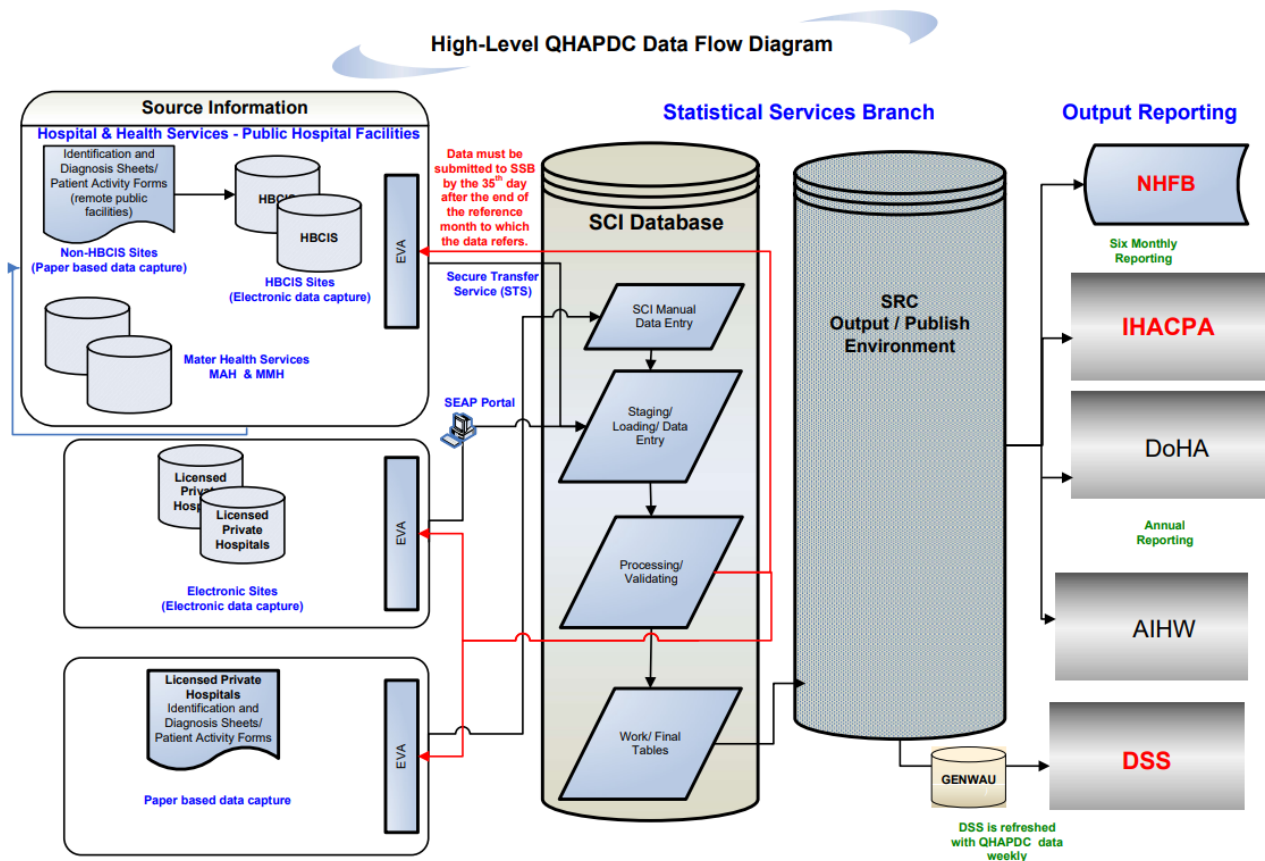 High-Level QHAPDC Data Flow Diagram
Source Information
Hospital & Health Services - Public Hospital Facilities
Identification and
Diagnosis Sheets/
Patient Activity Forms
(remote public
facilities)
Non-HBCIS Sites
(Paper based data capture)
HBCIS
HBCIS
HBCIS Sites
(Electronic data capture)
EVA
Mater Health Services
MAH & MMH
Data must be
submitted to SSB
by the 35th day
after the end of
the reference
month to which
the data refers.
Secure Transfer
Service (STS)
SEAP Portal
Licensed
Private
Hospitals
Licensed
Private
Hospitals
Electronic Sites
(Electronic data capture)
EVA
Licensed Private
Hospitals
Identification and
Diagnosis Sheets/
Patient Activity Forms
Paper based data capture
EVA
Statistical Services Branch
SCI Database
SCI Manual
Data Entry
Staging/
Loading/ Data
Entry
Processing/
Validating
Work/ Final
Tables
SRC
Output / Publish
Environment
GENWAU
DSS is refreshed
with QHAPDC data
weekly
Output Reporting
NHFB
Six Monthly
Reporting
IHACPA
DoHA
Annual
Reporting
AIHW
DSS